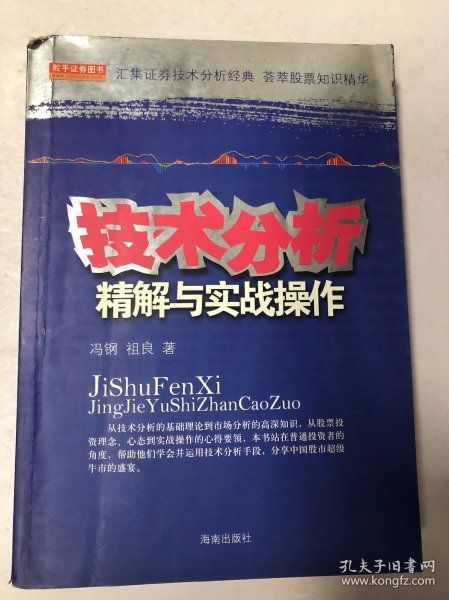 舵手证券图书
汇集证券技术分析经典 荟萃股票知识精华
技术分析
精解与实战操作
冯钢 祖良 著
JiShuFenXi
JingJieYuShiZhanCaoZuo
从技术分析的基础理论到市场分析的高深知识，从股票投
资理念、心态到实战操作的心得要领，本书站在普通投资者的
角度，帮助他们学会并运用技术分析手段，分享中国股市超级
牛市的盛宴。
海南出版社
孔夫子旧书网
www.kongfz.com